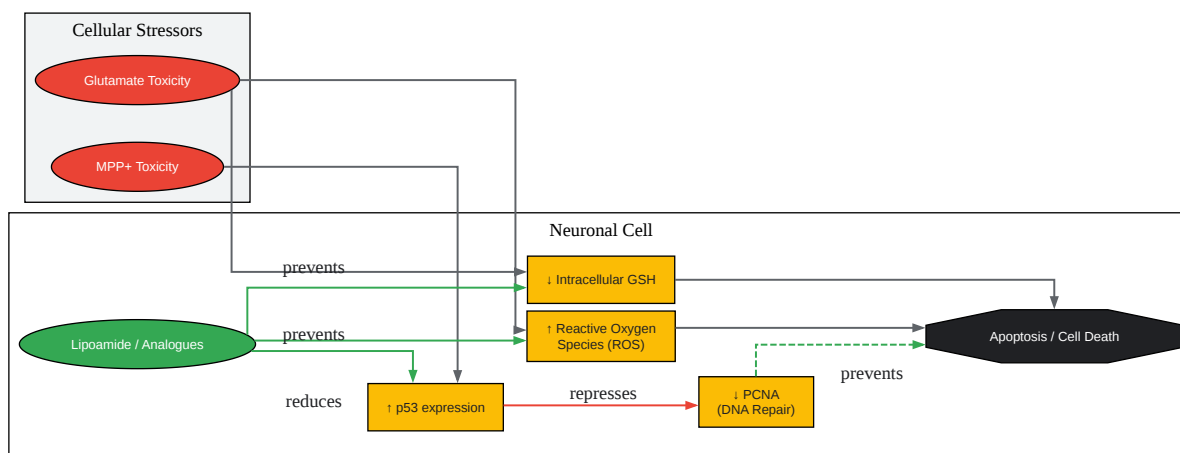 Cellular Stressors
Glutamate Toxicity
MPP+ Toxicity
Neuronal Cell
prevents
↓ Intracellular GSH
prevents
↑ Reactive Oxygen
Species (ROS)
Lipoamide / Analogues
Apoptosis / Cell Death
prevents
reduces
↑ p53 expression
represses
↓ PCNA
(DNA Repair)